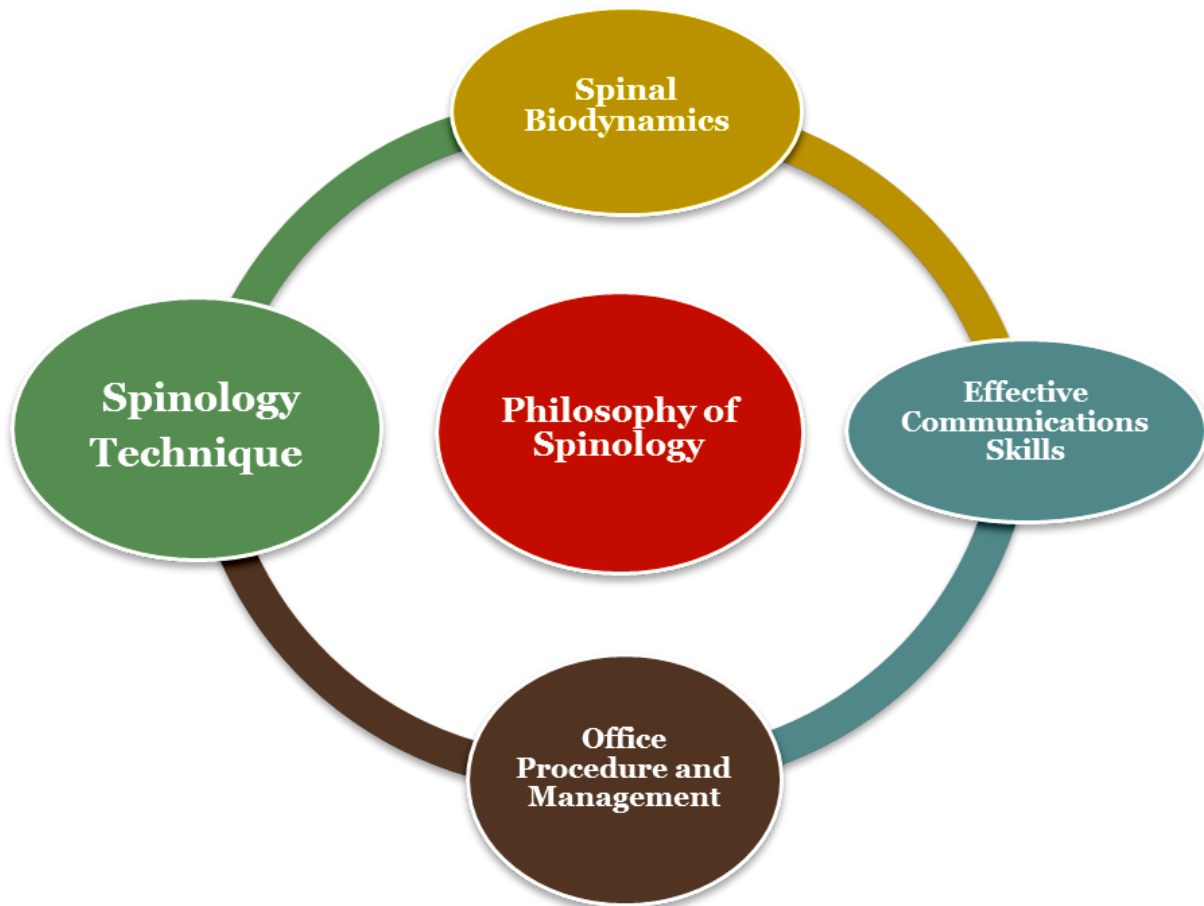 Spinal
Biodynamics
Spinology
Technique
Philosophy of
Spinology
Effective
Communications
Skills
Office
Procedure and
Management